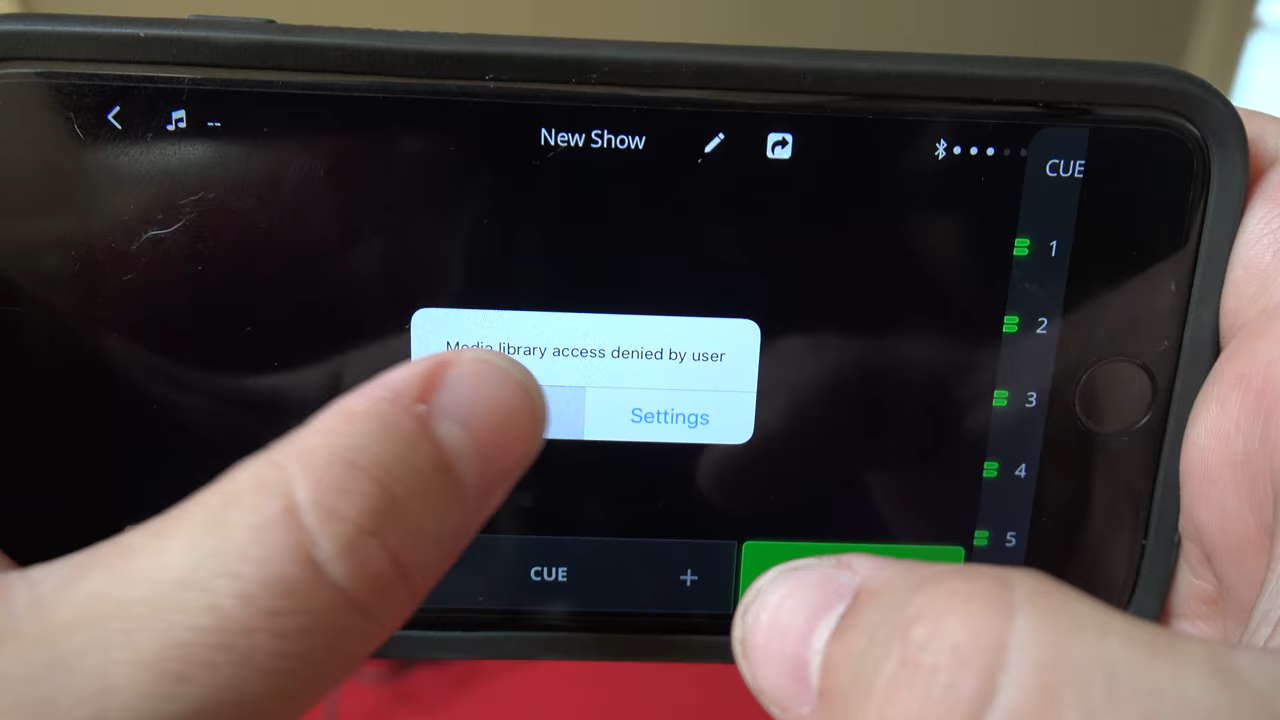 --
New Show
CUE
1
2
3
4
5
Media library access denied by user
Settings
CUE +